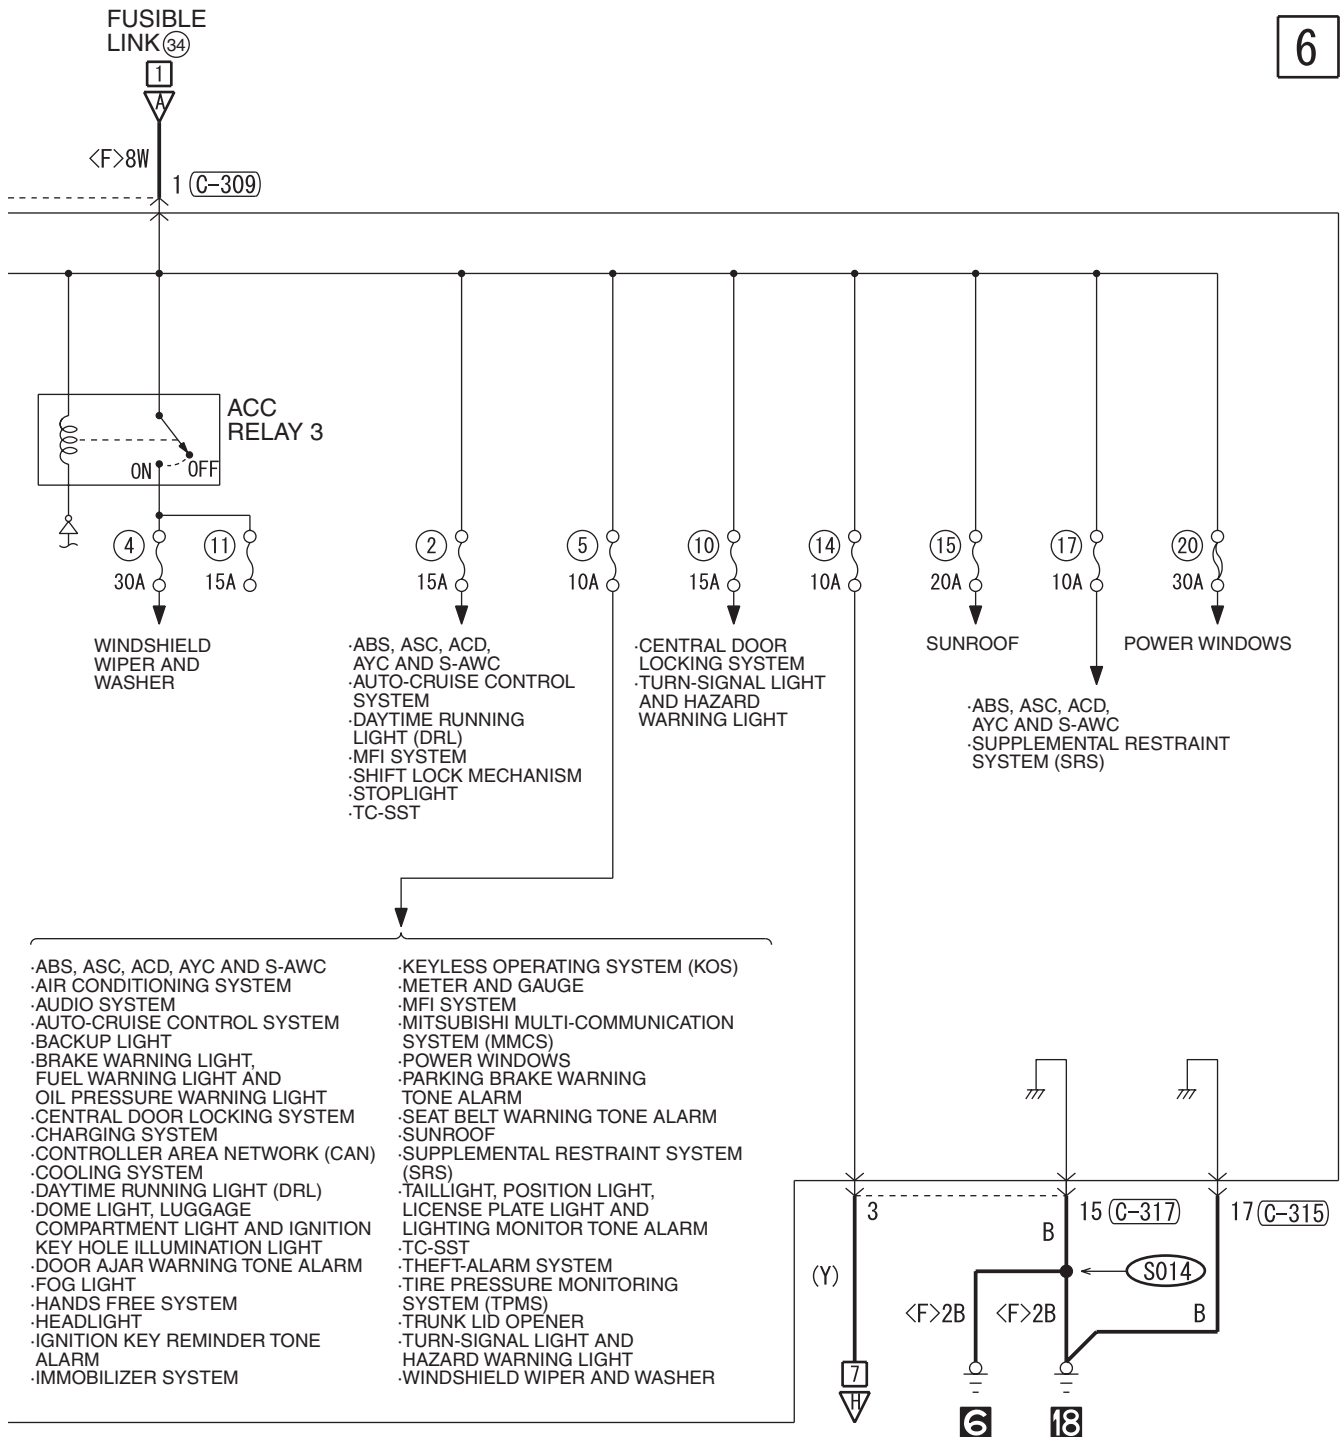 FUSIBLE
LINK 34
1
A
6
<F>8W
1 C-309
ACC
RELAY 3
ON
OFF
4
30A
11
15A
2
15A
5
10A
10
15A
14
10A
15
20A
17
10A
20
30A
WINDSHIELD
WIPER AND
WASHER
·ABS, ASC, ACD,
AYC AND S-AWC
·AUTO-CRUISE CONTROL
SYSTEM
·DAYTIME RUNNING
LIGHT (DRL)
·MFI SYSTEM
·SHIFT LOCK MECHANISM
·STOPLIGHT
·TC-SST
·CENTRAL DOOR
LOCKING SYSTEM
·TURN-SIGNAL LIGHT
AND HAZARD
WARNING LIGHT
SUNROOF
·ABS, ASC, ACD,
AYC AND S-AWC
·SUPPLEMENTAL RESTRAINT
SYSTEM (SRS)
POWER WINDOWS
·ABS, ASC, ACD, AYC AND S-AWC
·AIR CONDITIONING SYSTEM
·AUDIO SYSTEM
·AUTO-CRUISE CONTROL SYSTEM
·BACKUP LIGHT
·BRAKE WARNING LIGHT,
FUEL WARNING LIGHT AND
OIL PRESSURE WARNING LIGHT
·CENTRAL DOOR LOCKING SYSTEM
·CHARGING SYSTEM
·CONTROLLER AREA NETWORK (CAN)
·COOLING SYSTEM
·DAYTIME RUNNING LIGHT (DRL)
·DOME LIGHT, LUGGAGE
COMPARTMENT LIGHT AND IGNITION
KEY HOLE ILLUMINATION LIGHT
·DOOR AJAR WARNING TONE ALARM
·FOG LIGHT
·HANDS FREE SYSTEM
·HEADLIGHT
·IGNITION KEY REMINDER TONE
ALARM
·IMMOBILIZER SYSTEM
·KEYLESS OPERATING SYSTEM (KOS)
·METER AND GAUGE
·MFI SYSTEM
·MITSUBISHI MULTI-COMMUNICATION
SYSTEM (MMCS)
·POWER WINDOWS
·PARKING BRAKE WARNING
TONE ALARM
·SEAT BELT WARNING TONE ALARM
·SUNROOF
·SUPPLEMENTAL RESTRAINT SYSTEM
(SRS)
·TAILLIGHT, POSITION LIGHT,
LICENSE PLATE LIGHT AND
LIGHTING MONITOR TONE ALARM
·TC-SST
·THEFT-ALARM SYSTEM
·TIRE PRESSURE MONITORING
SYSTEM (TPMS)
·TRUNK LID OPENER
·TURN-SIGNAL LIGHT AND
HAZARD WARNING LIGHT
·WINDSHIELD WIPER AND WASHER
3
15 C-317
17 C-315
B
(Y)
S014
<F>2B
<F>2B
B
7
H
6
18